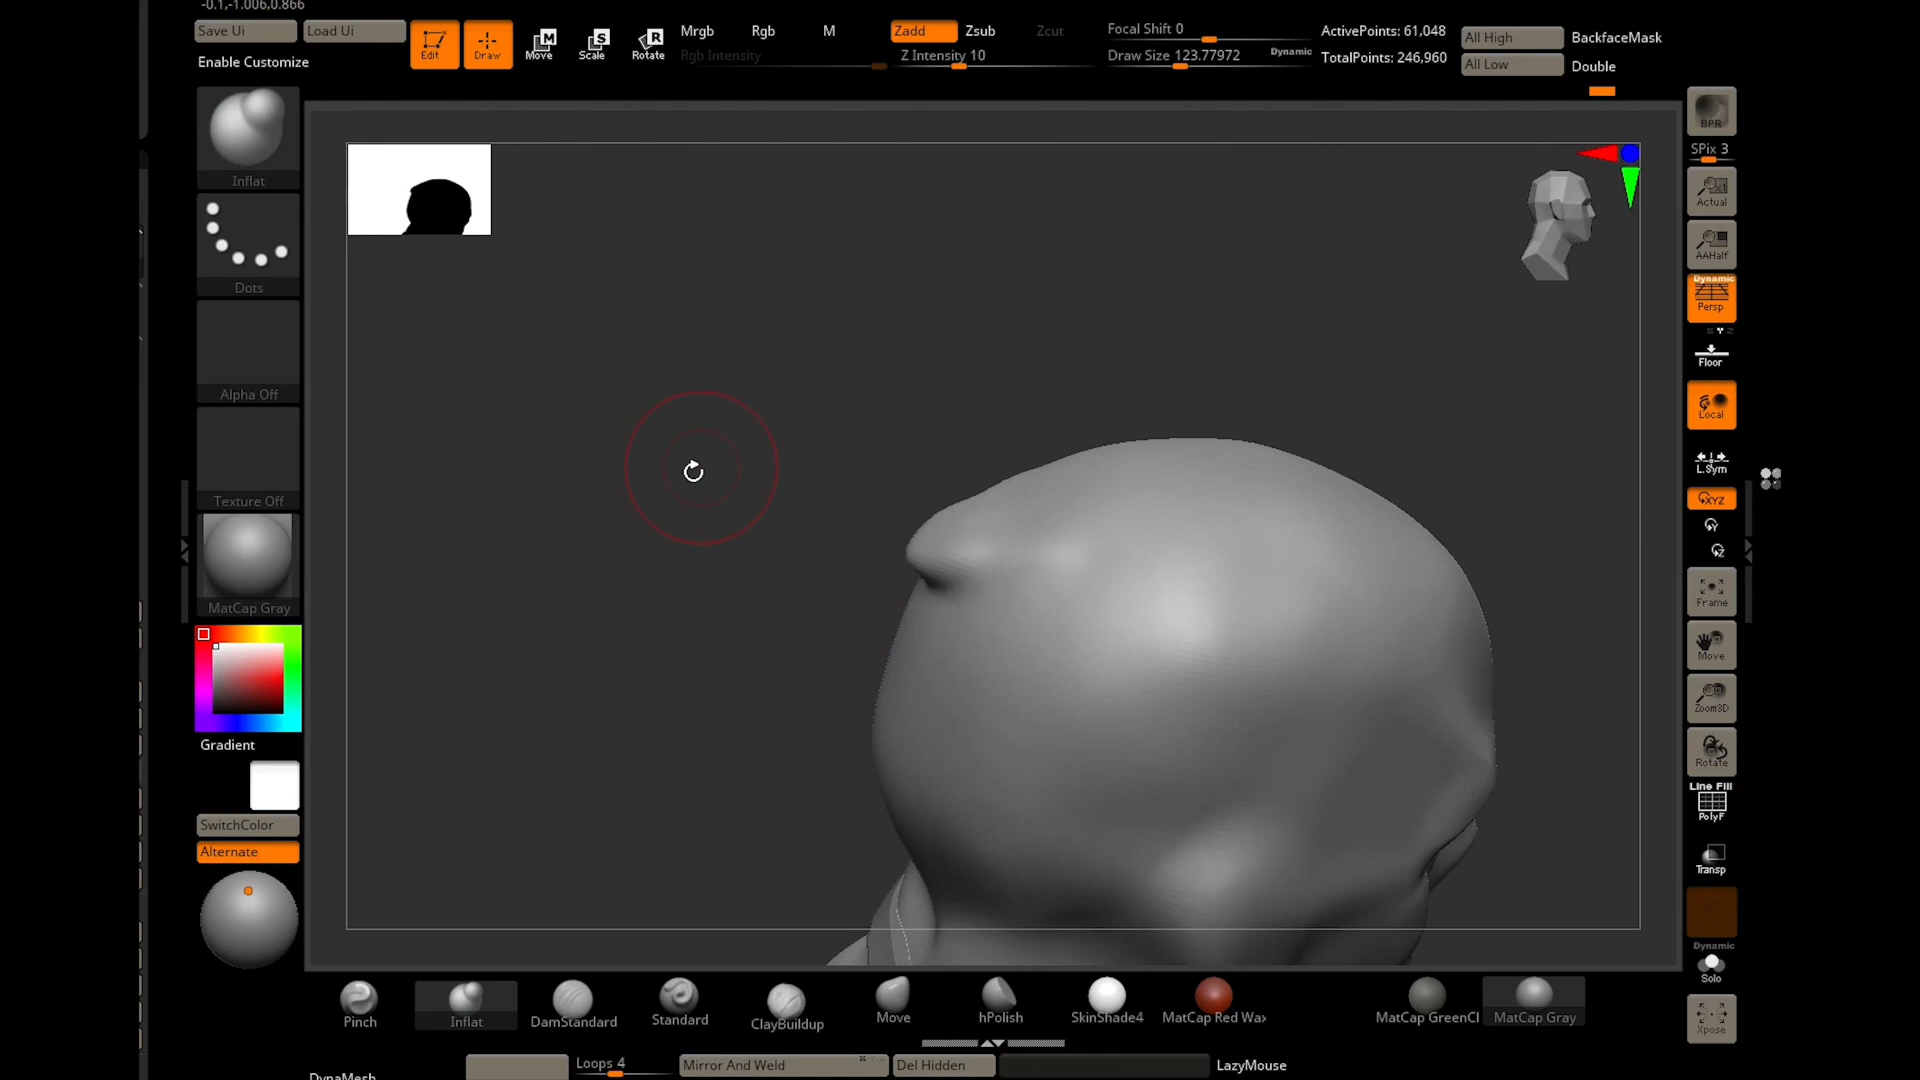 -0.1,-1.006,0.866
Save Ui
Load Ui
Enable Customize
Edit
Draw
Move
Scale
Rotate
Mrgb
Rgb
M
Rgb Intensity
Zadd
Zsub
Zcut
Z Intensity 10
Focal Shift 0
Draw Size 123.77972
Dynamic
ActivePoints: 61,048
TotalPoints: 246,960
All High
All Low
BackfaceMask
Double
Inflat
Dots
Alpha Off
Texture Off
MatCap Gray
Gradient
SwitchColor
Alternate
BPR
SPix 3
Actual
AAHalf
Dynamic
Persp
Floor
Local
L.Sym
XYZ
Y
Z
Frame
Move
Zoom3D
Rotate
Line Fill
PolyF
Transp
Dynamic
Solo
Xpose
Pinch
Inflat
DamStandard
Standard
ClayBuildup
Move
hPolish
SkinShade4
MatCap Red Wax
MatCap GreenCl
MatCap Gray
DynaMesh
Loops 4
Mirror And Weld
Del Hidden
LazyMouse